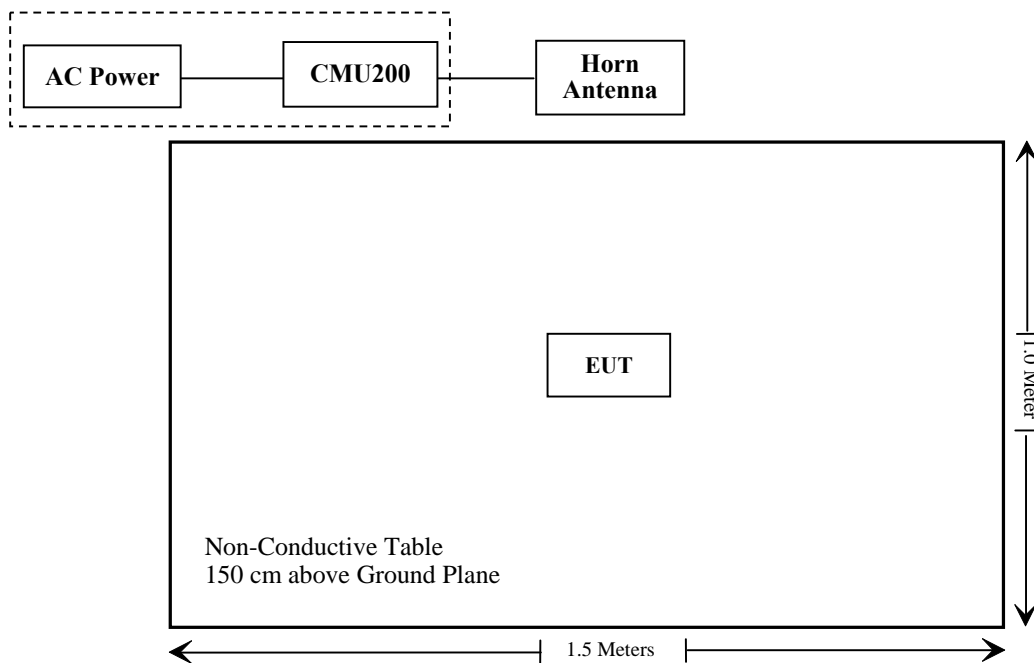 AC Power
CMU200
Horn
Antenna
EUT
1.0 Meter
Non-Conductive Table
150 cm above Ground Plane
1.5 Meters